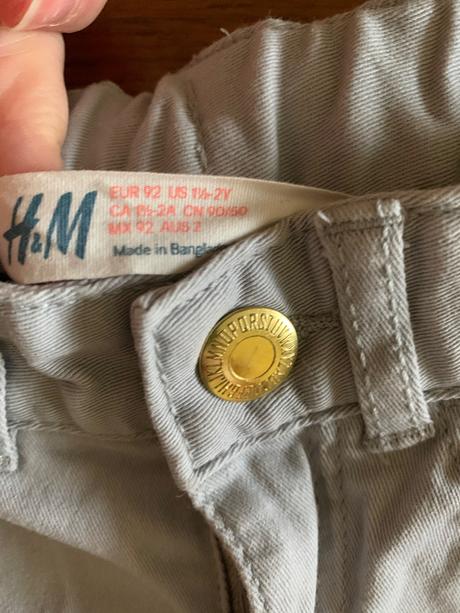 H&M
EUR 92 US 1½-2Y
CA 1½-2A CN 90/50
MX 92 AUS 2
Made in